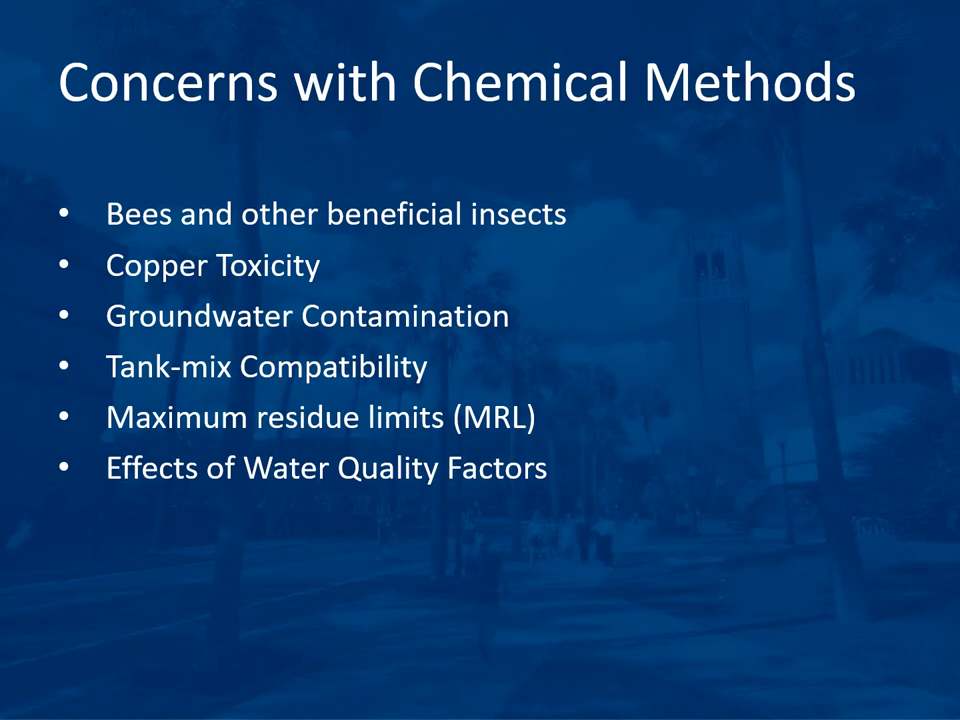 Concerns with Chemical Methods
• Bees and other beneficial insects
• Copper Toxicity
• Groundwater Contamination
• Tank-mix Compatibility
• Maximum residue limits (MRL)
• Effects of Water Quality Factors